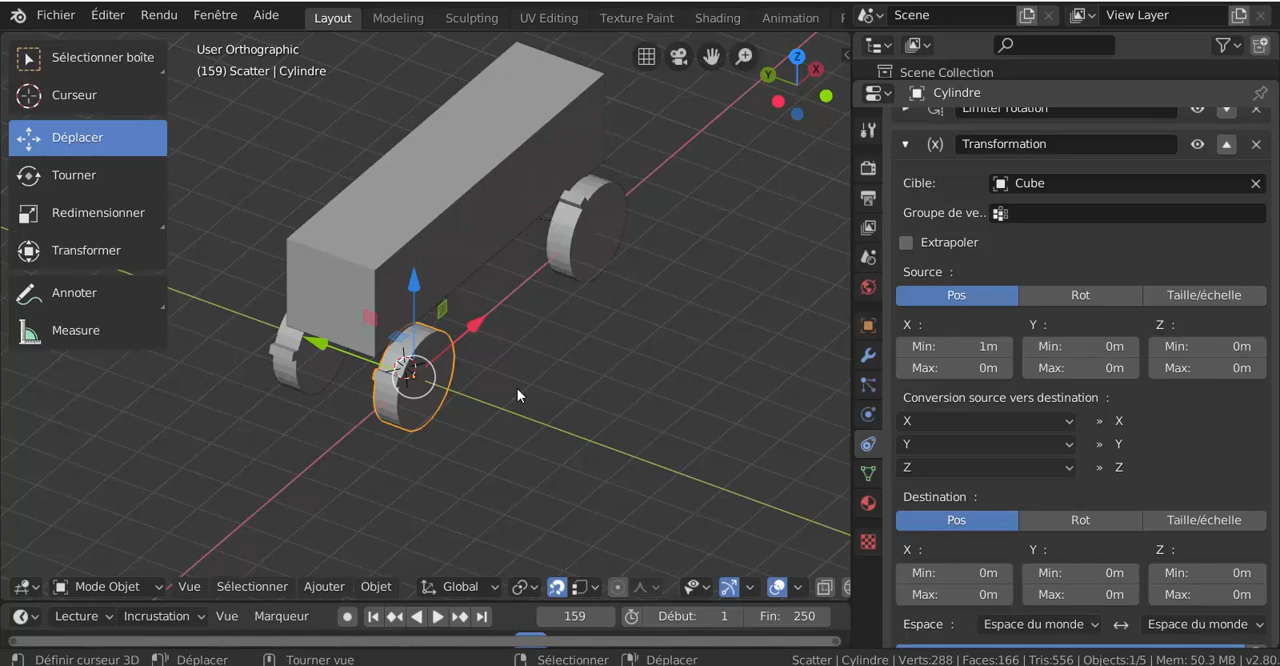 Fichier Éditer Rendu Fenêtre Aide Layout Modeling Sculpting UV Editing Texture Paint Shading Animation Scene View Layer
Sélectionner boîte
Curseur
Déplacer
Tourner
Redimensionner
Transformer
Annoter
Measure
User Orthographic
(159) Scatter | Cylindre
Z
Y X
Scene Collection
Cylindre
Limiter rotation
(x) Transformation
Cible: Cube
Groupe de ve..
Extrapoler
Source :
Pos Rot Taille/échelle
X : Y : Z :
Min: 1m Min: 0m Min: 0m
Max: 0m Max: 0m Max: 0m
Conversion source vers destination :
X » X
Y » Y
Z » Z
Destination :
Pos Rot Taille/échelle
X : Y : Z :
Min: 0m Min: 0m Min: 0m
Max: 0m Max: 0m Max: 0m
Espace : Espace du monde Espace du monde
Mode Objet Vue Sélectionner Ajouter Objet Global
Lecture Incrustation Vue Marqueur 159 Début: 1 Fin: 250
Définir curseur 3D Déplacer Tourner vue Sélectionner Déplacer Scatter | Cylindre | Verts:288 | Faces:166 | Tris:556 | Objects:1/5 | Mem: 50.3 MB | v2.80